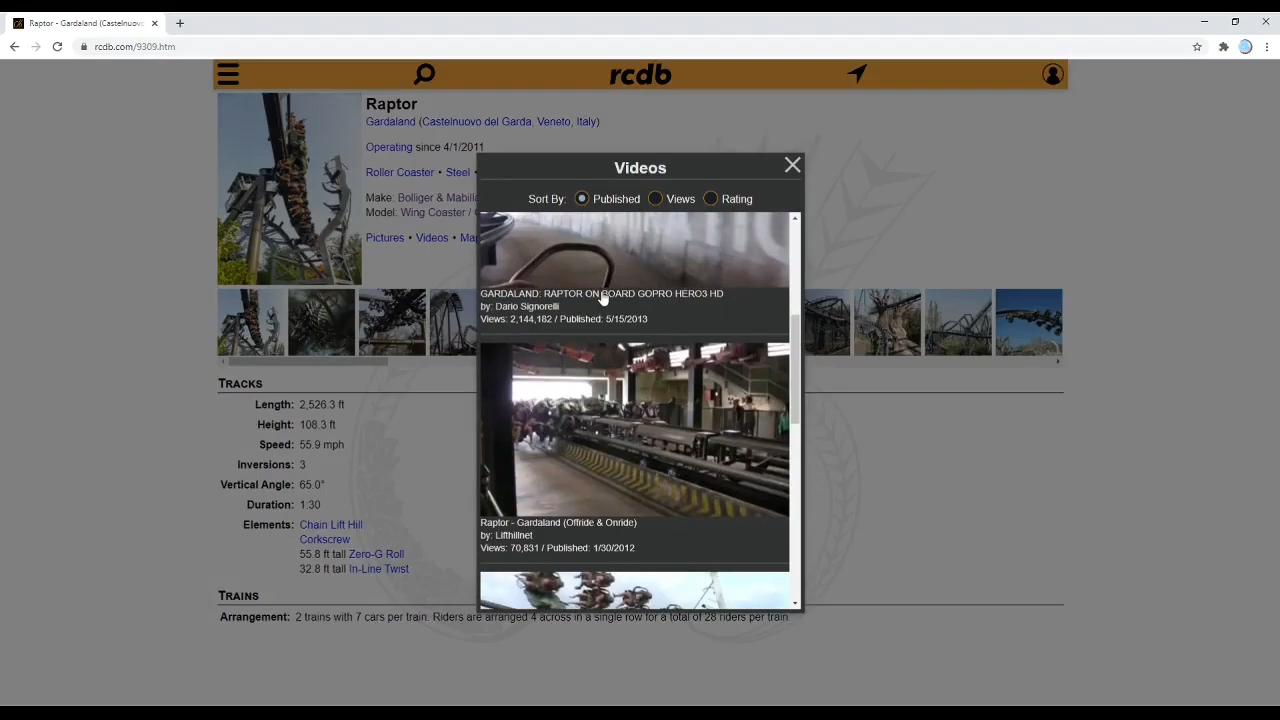 Raptor - Gardaland (Castelnuovo
rcdb.com/9309.htm
rcdb
Raptor
Gardaland (Castelnuovo del Garda, Veneto, Italy)
Operating since 4/1/2011
Roller Coaster • Steel •
Make: Bolliger & Mabilla
Model: Wing Coaster /
Pictures • Videos • Ma
Videos
Sort By: Published Views Rating
GARDALAND: RAPTOR ON BOARD GOPRO HERO3 HD
by: Dario Signorelli
Views: 2,144,182 / Published: 5/15/2013
Raptor - Gardaland (Offride & Onride)
by: Lifthillnet
Views: 70,831 / Published: 1/30/2012
TRACKS
Length: 2,526.3 ft
Height: 108.3 ft
Speed: 55.9 mph
Inversions: 3
Vertical Angle: 65.0°
Duration: 1:30
Elements: Chain Lift Hill
Corkscrew
55.8 ft tall Zero-G Roll
32.8 ft tall In-Line Twist
TRAINS
Arrangement: 2 trains with 7 cars per train. Riders are arranged 4 across in a single row for a total of 28 riders per train.